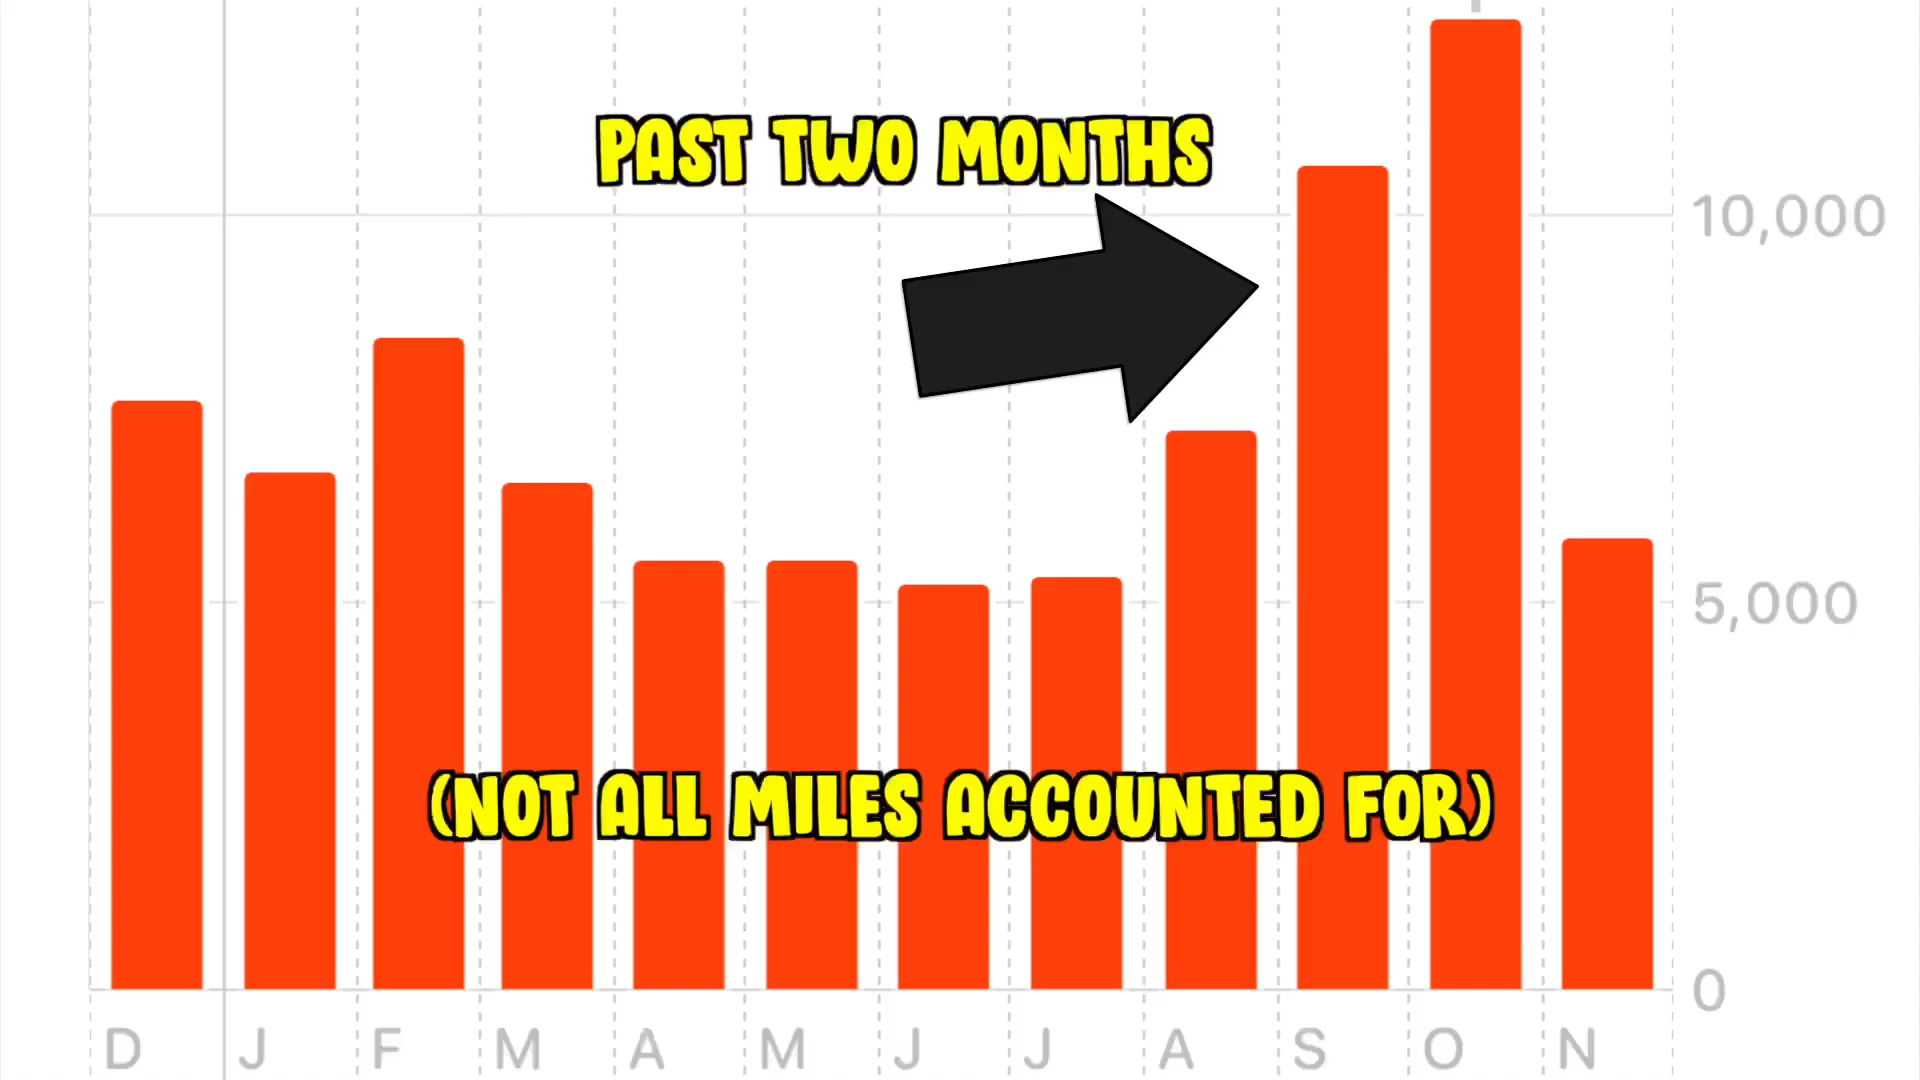 PAST TWO MONTHS
10,000
5,000
(NOT ALL MILES ACCOUNTED FOR)
0
D J F M A M J J A S O N